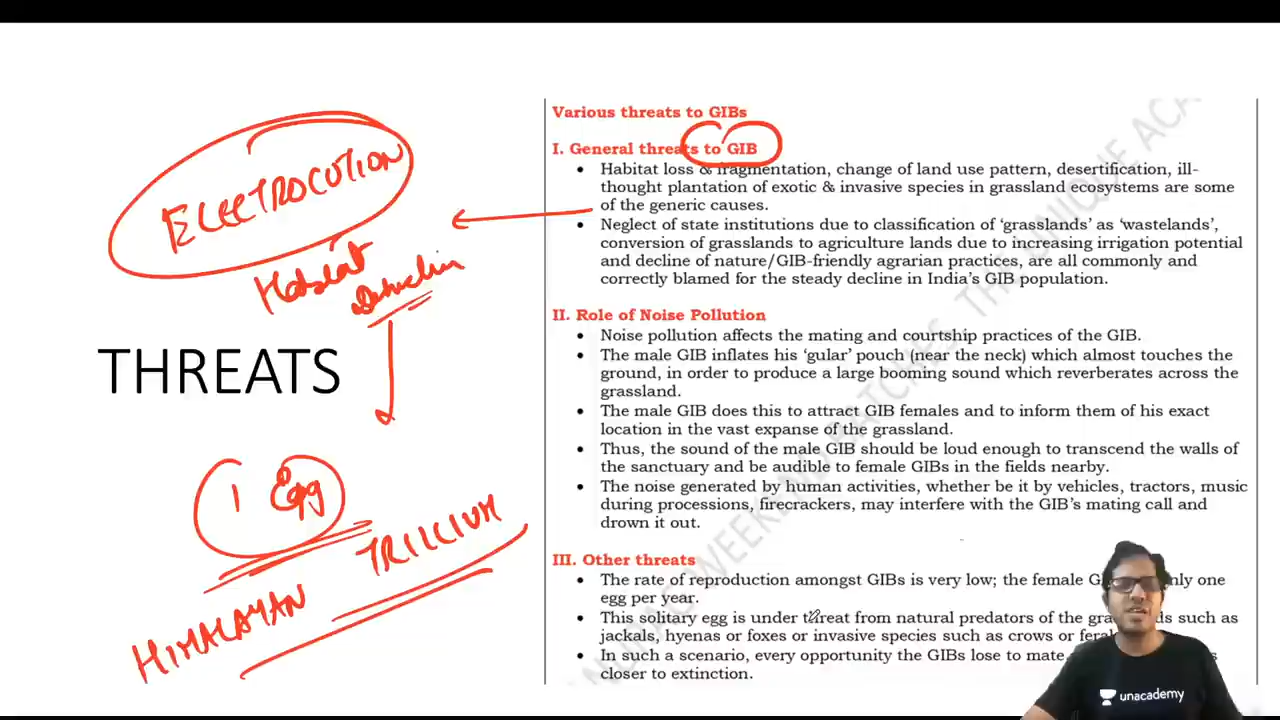 ELECTROCUTION
Habitat
THREATS
1 Egg
HIMALAYAN TRILLIUM
Various threats to GIBs
I. General threats to GIB
• Habitat loss & fragmentation, change of land use pattern, desertification, ill-
thought plantation of exotic & invasive species in grassland ecosystems are some
of the generic causes.
• Neglect of state institutions due to classification of ‘grasslands’ as ‘wastelands’,
conversion of grasslands to agriculture lands due to increasing irrigation potential
and decline of nature/GIB-friendly agrarian practices, are all commonly and
correctly blamed for the steady decline in India’s GIB population.
II. Role of Noise Pollution
• Noise pollution affects the mating and courtship practices of the GIB.
• The male GIB inflates his ‘gular’ pouch (near the neck) which almost touches the
ground, in order to produce a large booming sound which reverberates across the
grassland.
• The male GIB does this to attract GIB females and to inform them of his exact
location in the vast expanse of the grassland.
• Thus, the sound of the male GIB should be loud enough to transcend the walls of
the sanctuary and be audible to female GIBs in the fields nearby.
• The noise generated by human activities, whether be it by vehicles, tractors, music
during processions, firecrackers, may interfere with the GIB’s mating call and
drown it out.
III. Other threats
• The rate of reproduction amongst GIBs is very low; the female one
egg per year.
• This solitary egg is under threat from natural predators of the such as
jackals, hyenas or foxes or invasive species such as crows or
• In such a scenario, every opportunity the GIBs lose to mate
closer to extinction.
WEEKEND BATCHES THE UNIQUE
unacademy